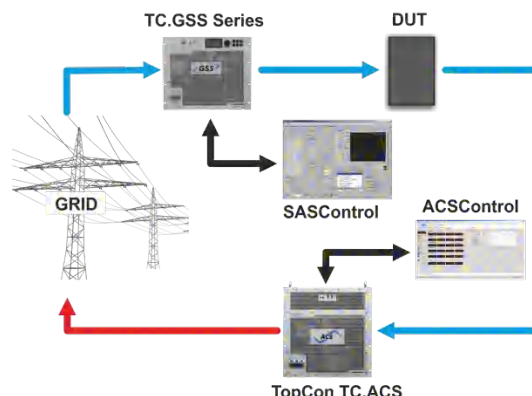 TC.GSS Series
DUT
GSS
GRID
SASControl
ACSControl
ACS
TopCon TC.ACS